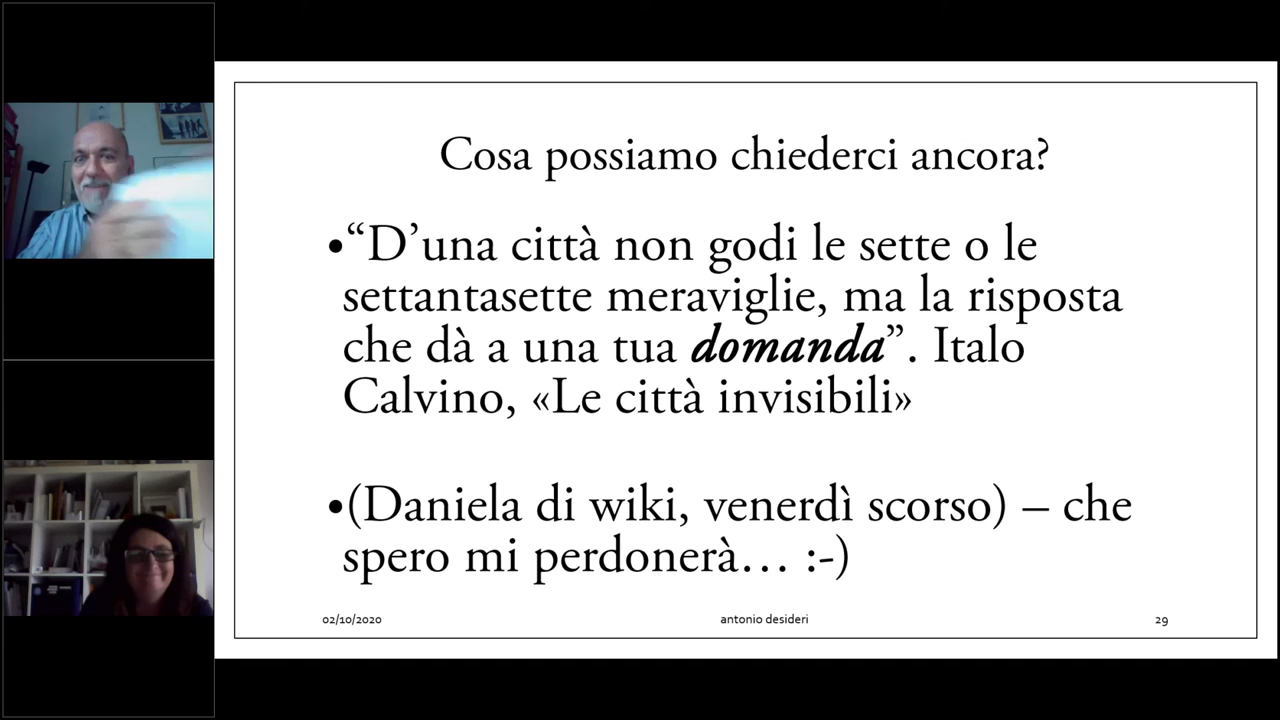 Cosa possiamo chiederci ancora?
•“D’una città non godi le sette o le
settantasette meraviglie, ma la risposta
che dà a una tua domanda”. Italo
Calvino, «Le città invisibili»
•(Daniela di wiki, venerdì scorso) – che
spero mi perdonerà… :-)
02/10/2020 antonio desideri 29